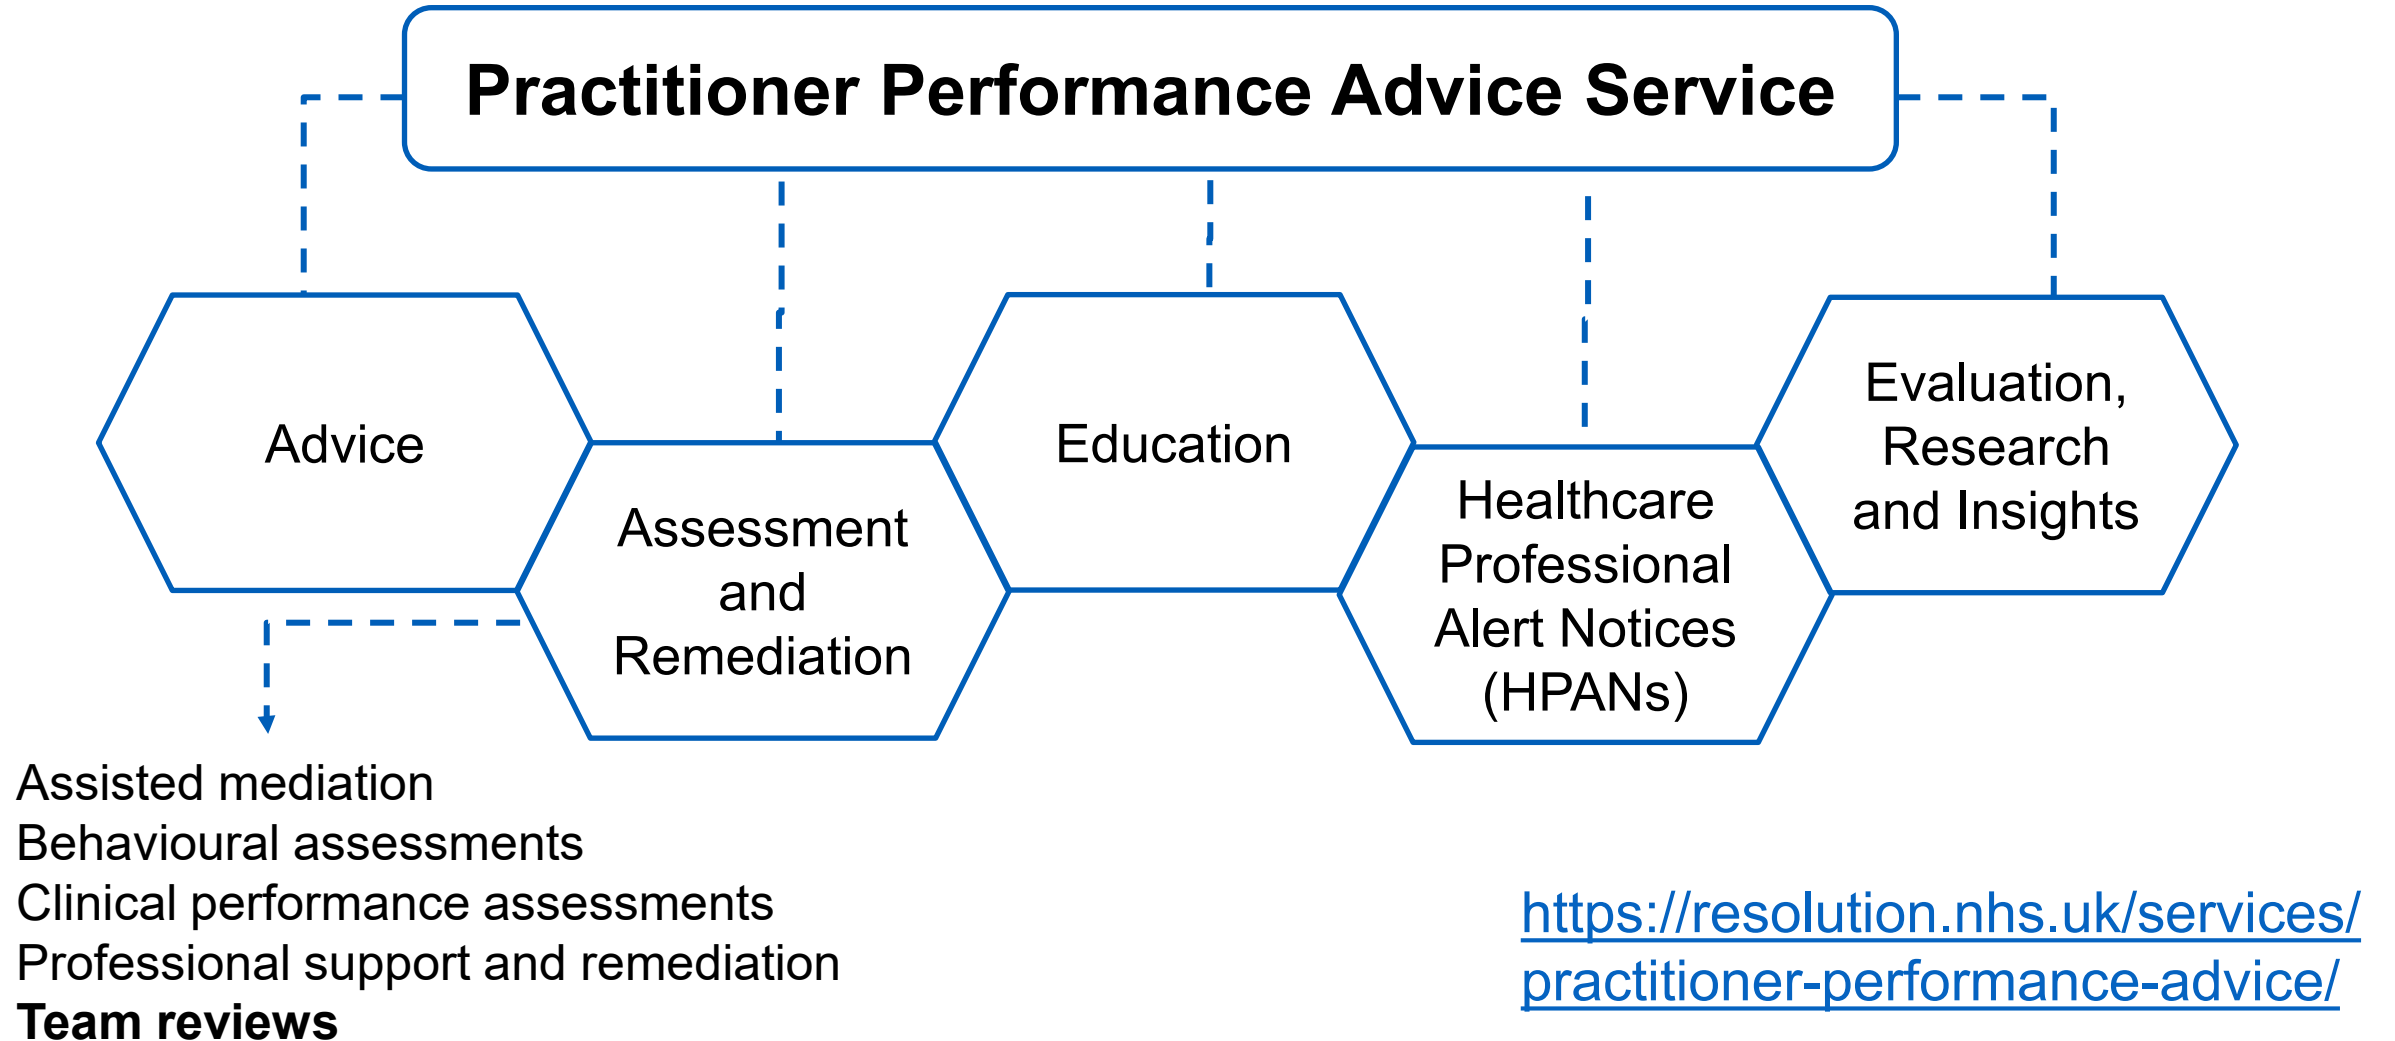 Practitioner Performance Advice Service
Advice
Assessment
and
Remediation
Education
Healthcare
Professional
Alert Notices
(HPANs)
Evaluation,
Research
and Insights
Assisted mediation
Behavioural assessments
Clinical performance assessments
Professional support and remediation
Team reviews
https://resolution.nhs.uk/services/
practitioner-performance-advice/